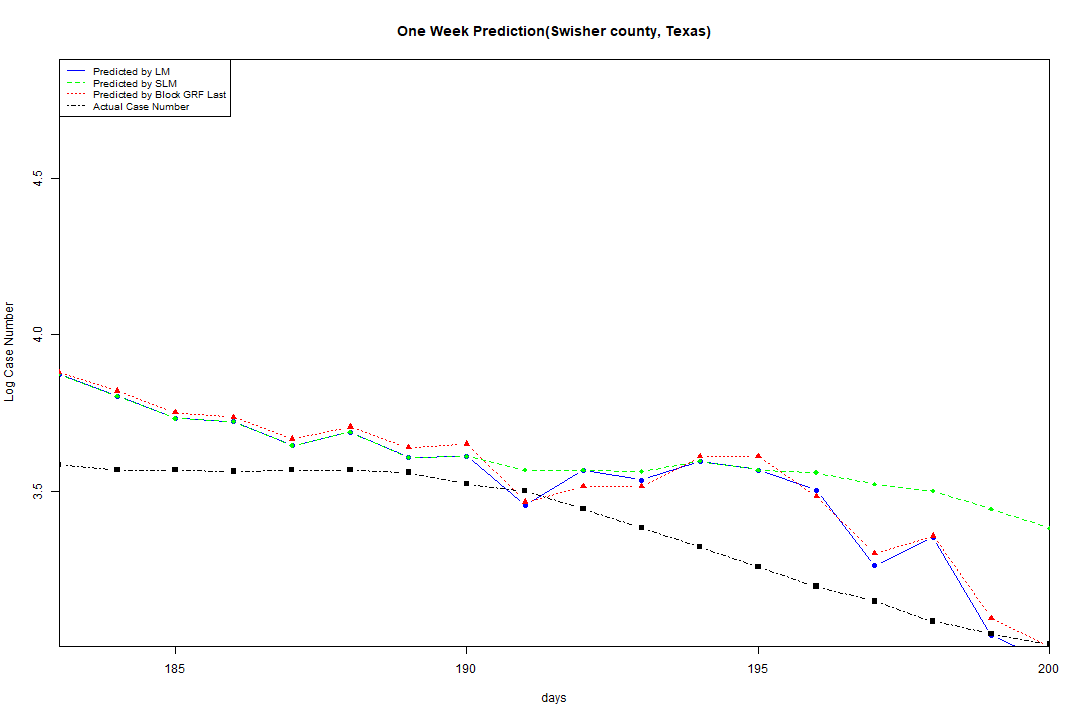 One Week Prediction(Swisher county, Texas)
Predicted by LM
Predicted by SLM
Predicted by Block GRF Last
Actual Case Number
4.5
4.0
3.5
Log Case Number
185 190 195 200
days